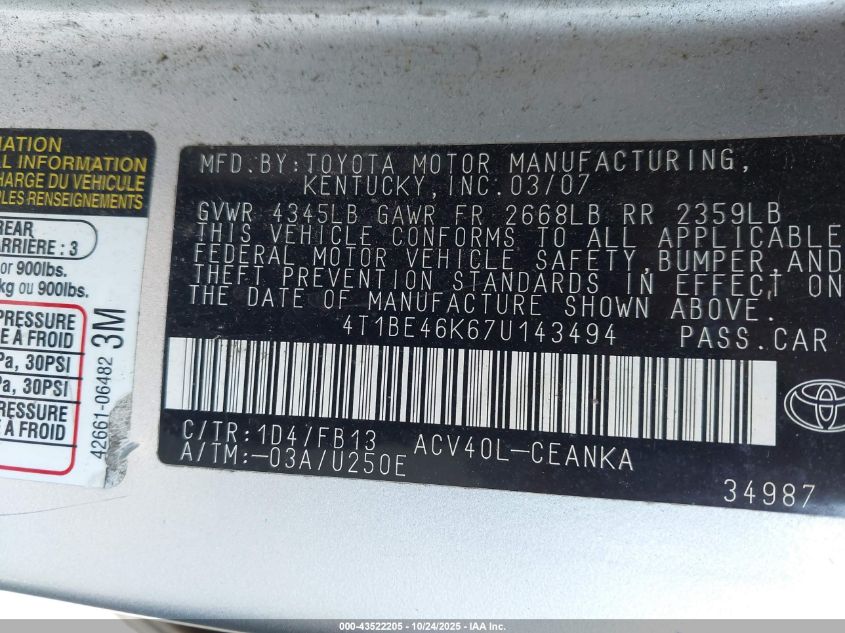 MATION
L INFORMATION
CHARGE DU VÉHICULE
PLES RENSEIGNEMENTS
REAR
ARRIÈRE : 3
or 900lbs.
kg ou 900lbs.
PRESSURE
E À FROID
Pa, 30PSI
Pa, 30PSI
PRESSURE
E À FROID
42661-06482 3M
MFD.BY:TOYOTA MOTOR MANUFACTURING,
KENTUCKY,INC.03/07
GVWR 4345LB GAWR FR 2668LB RR 2359LB
THIS VEHICLE CONFORMS TO ALL APPLICABLE
FEDERAL MOTOR VEHICLE SAFETY,BUMPER,AND
THEFT PREVENTION STANDARDS IN EFFECT ON
THE DATE OF MANUFACTURE SHOWN ABOVE.
4T1BE46K67U143494 PASS.CAR
C/TR:1D4/FB13 ACV40L-CEANKA
A/TM:-03A/U250E
34987
000-43522205 - 10/24/2025 - IAA Inc.